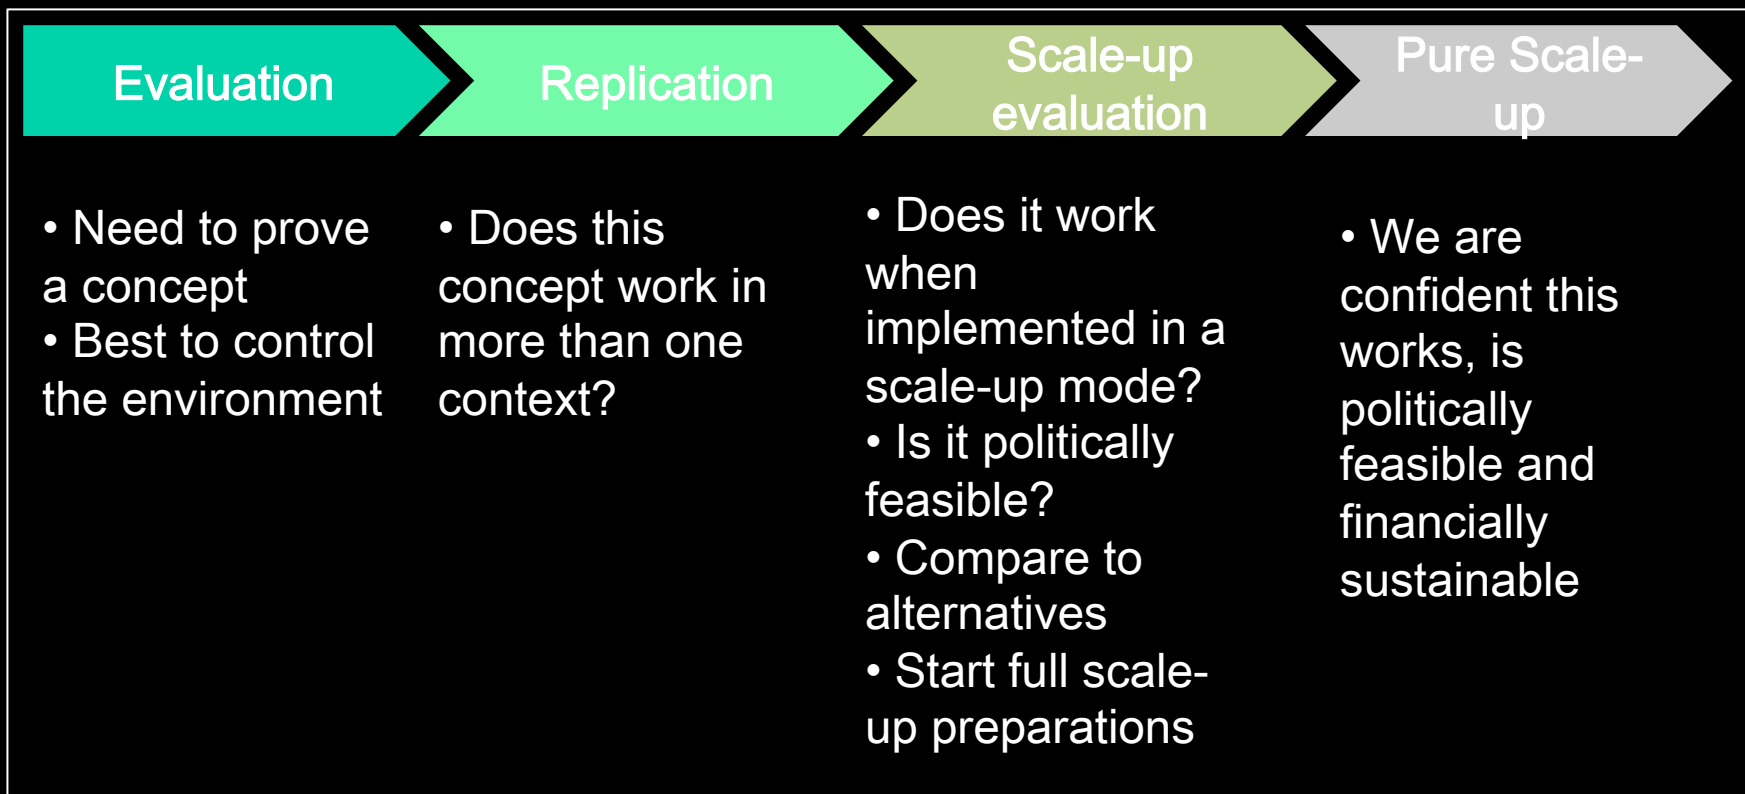 Evaluation
Replication
Scale-up
evaluation
Pure Scale-
up
• Need to prove
a concept
• Best to control
the environment
• Does this
concept work in
more than one
context?
• Does it work
when
implemented in a
scale-up mode?
• Is it politically
feasible?
• Compare to
alternatives
• Start full scale-
up preparations
• We are
confident this
works, is
politically
feasible and
financially
sustainable